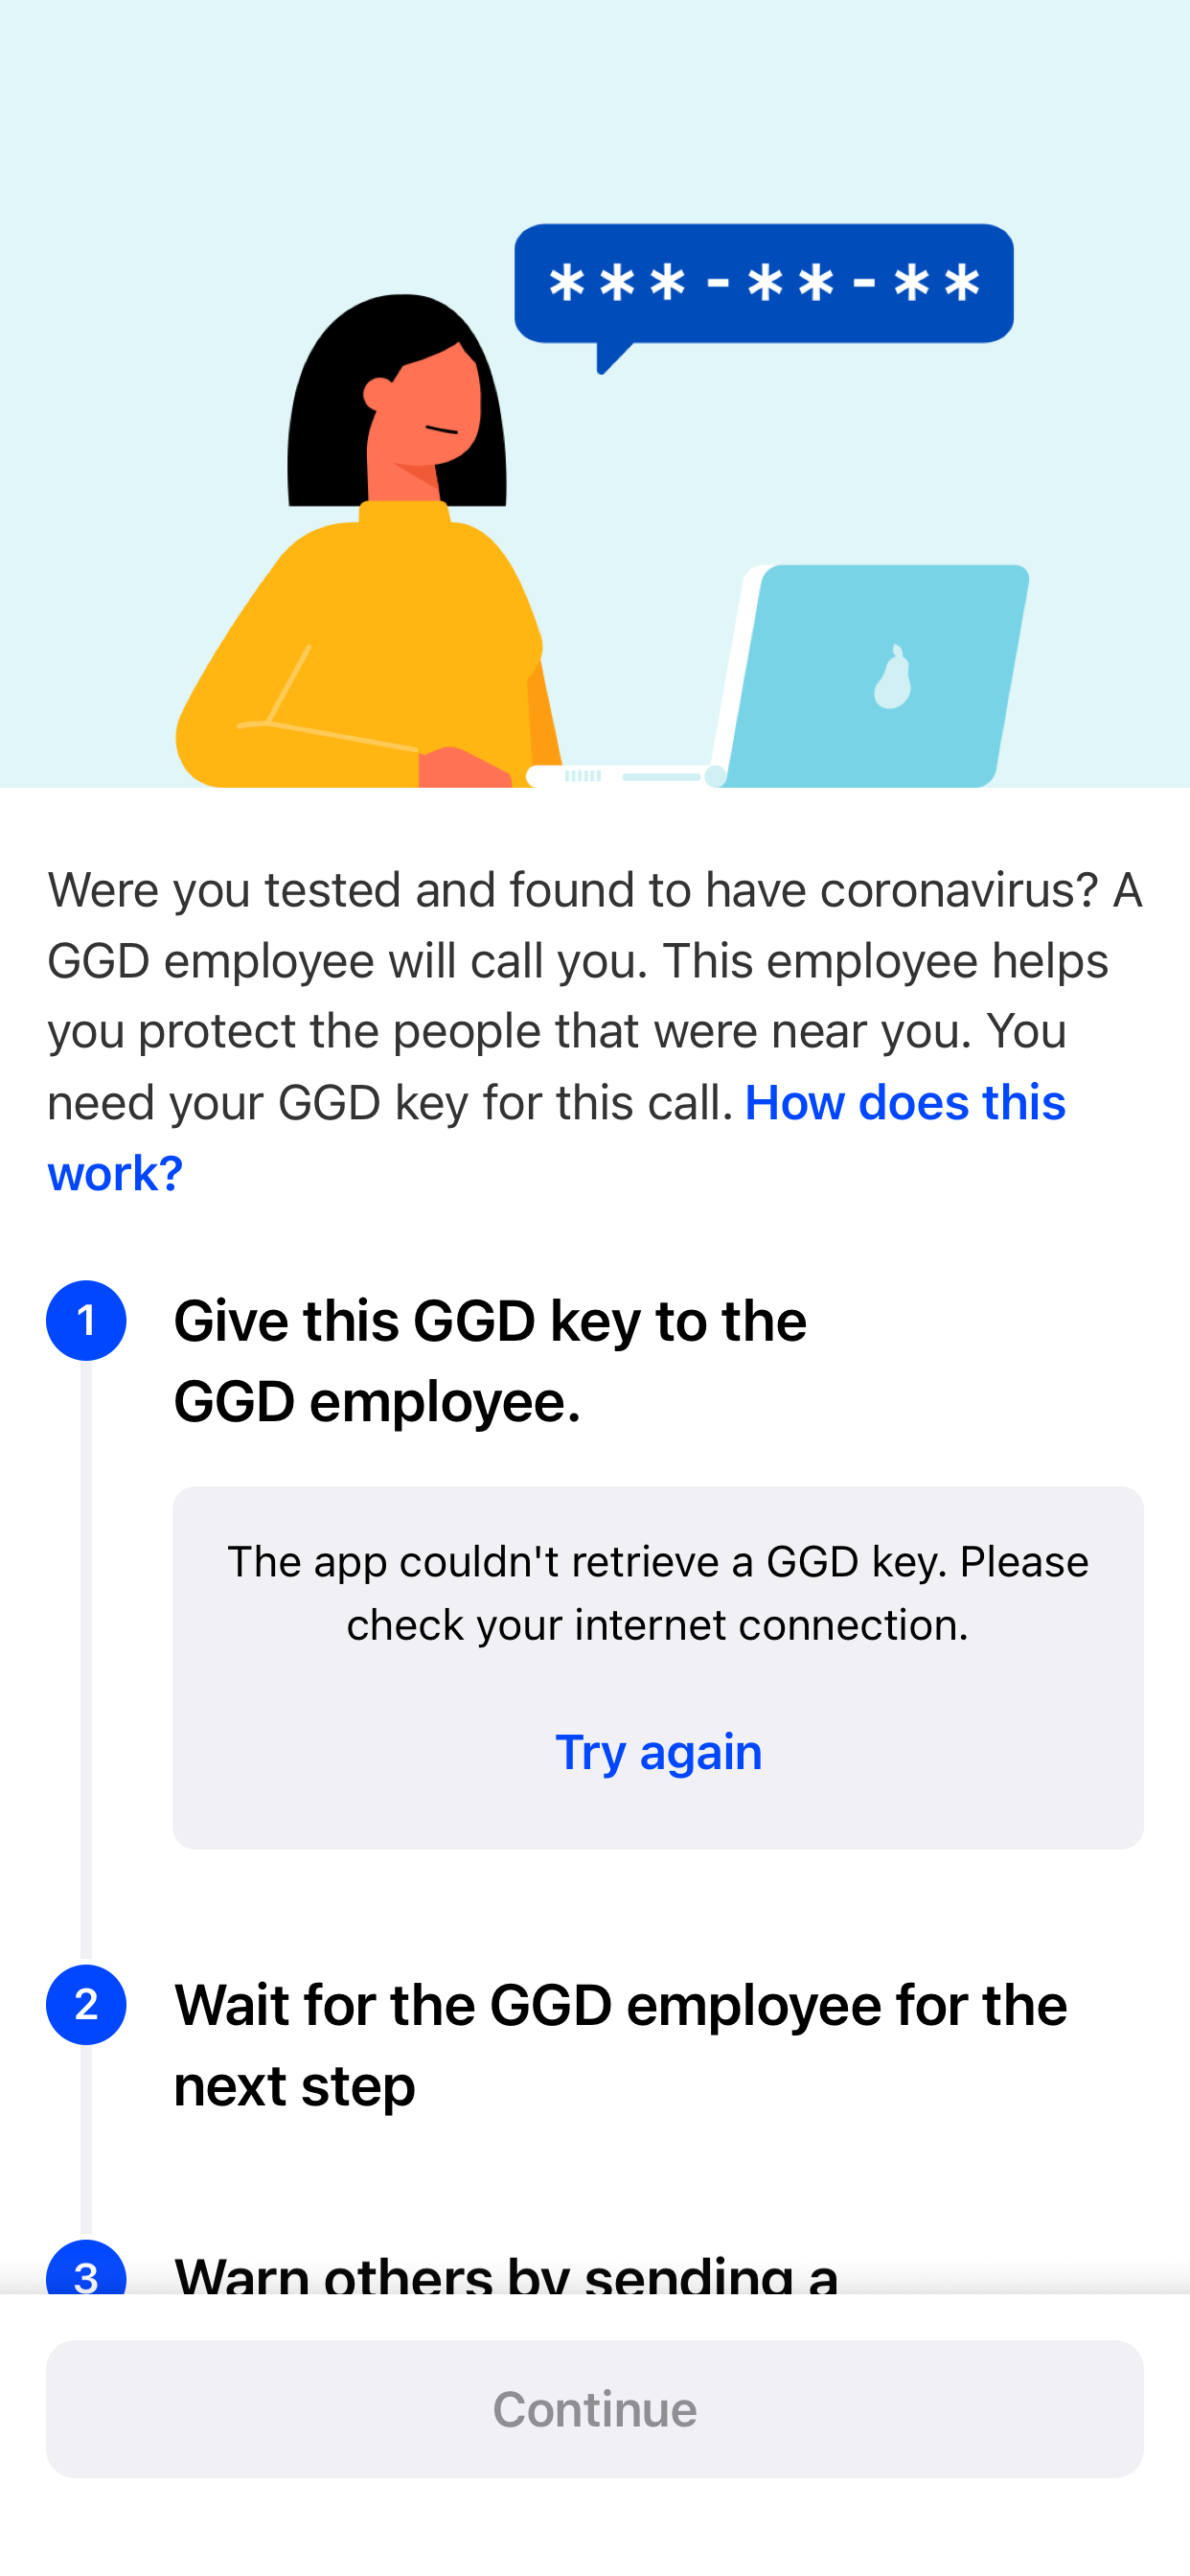 ***-**-**
Were you tested and found to have coronavirus? A
GGD employee will call you. This employee helps
you protect the people that were near you. You
need your GGD key for this call. How does this
work?
1
Give this GGD key to the
GGD employee.
The app couldn't retrieve a GGD key. Please
check your internet connection.
Try again
2
Wait for the GGD employee for the
next step
3
Warn others by sending a
Continue